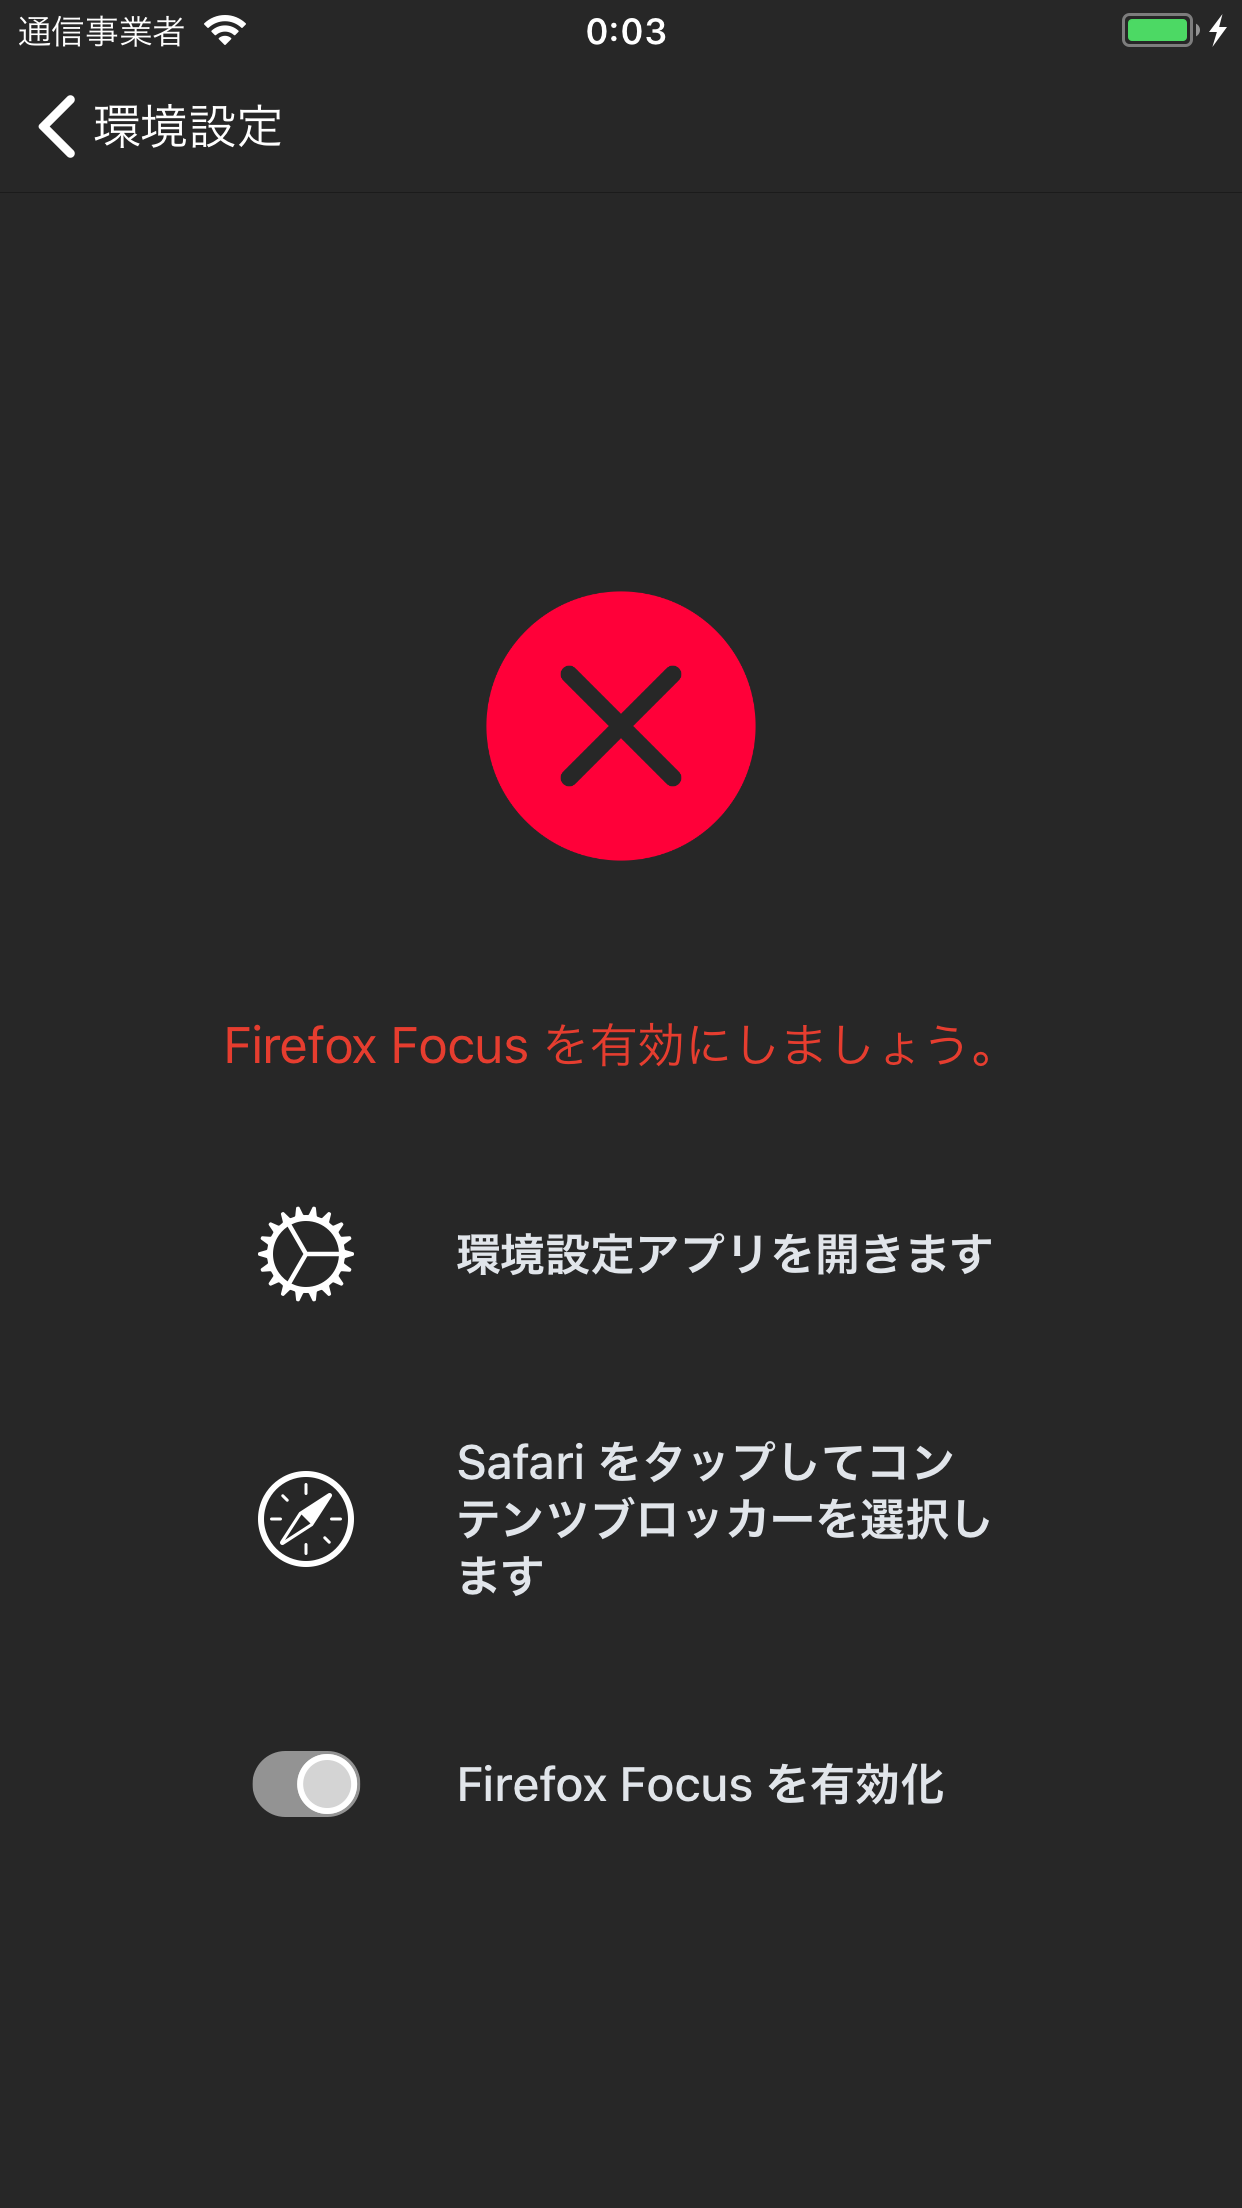 通信事業者
0:03
環境設定
Firefox Focus を有効にしましょう。
環境設定アプリを開きます
Safari をタップしてコン
テンツブロッカーを選択し
ます
Firefox Focus を有効化